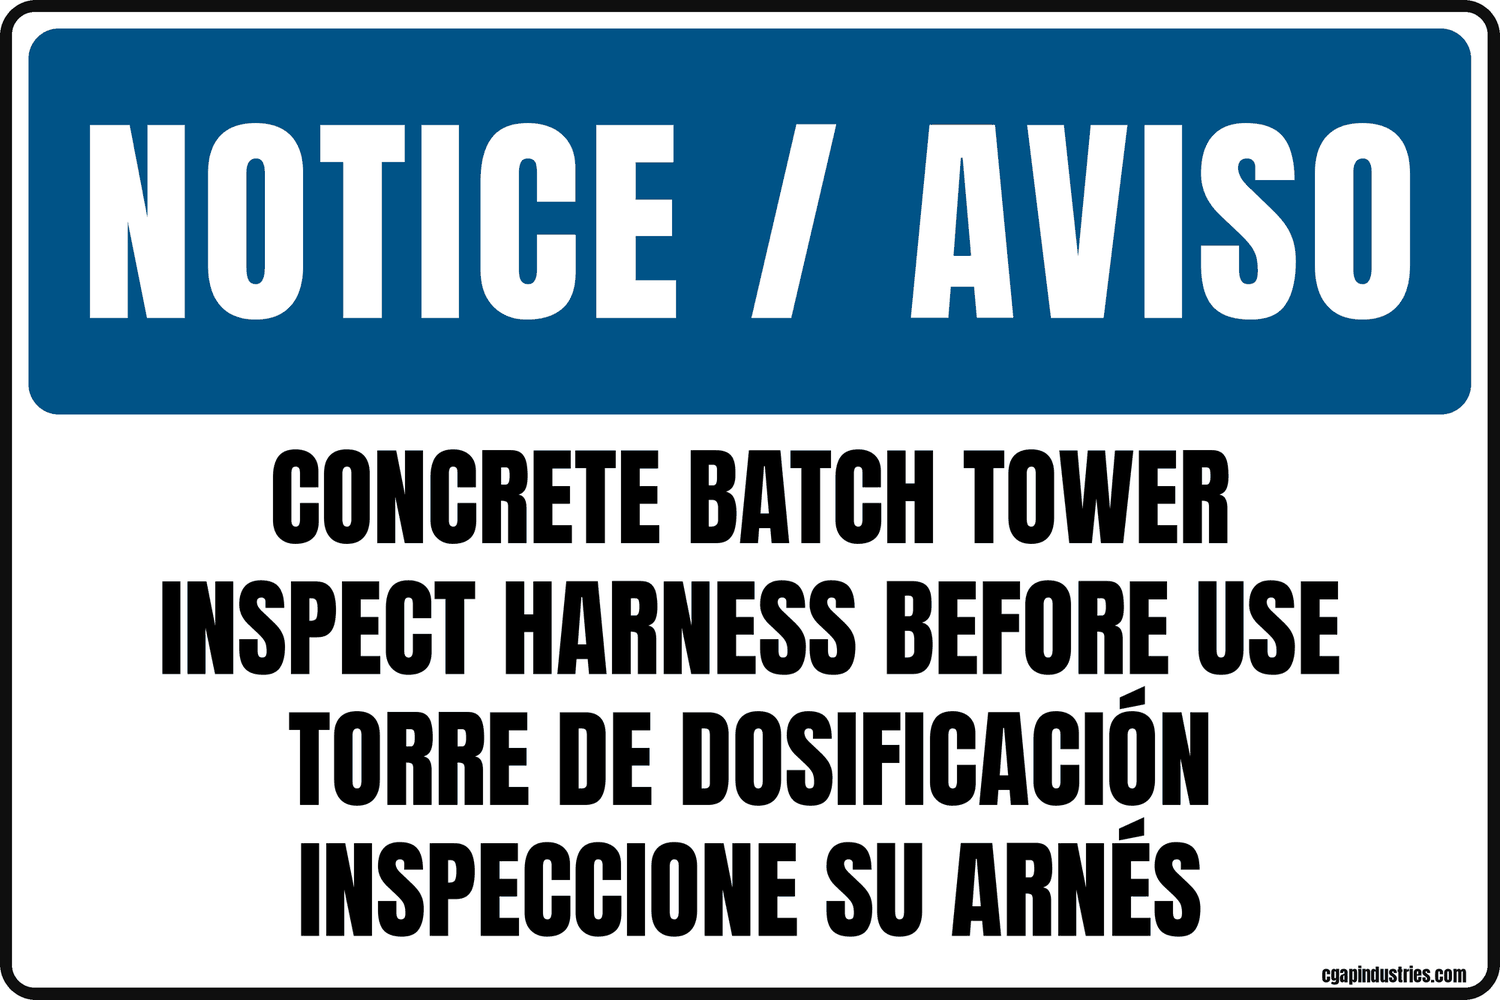 NOTICE / AVISO
CONCRETE BATCH TOWER
INSPECT HARNESS BEFORE USE
TORRE DE DOSIFICACIÓN
INSPECCIONE SU ARNÉS
cgapindustries.com